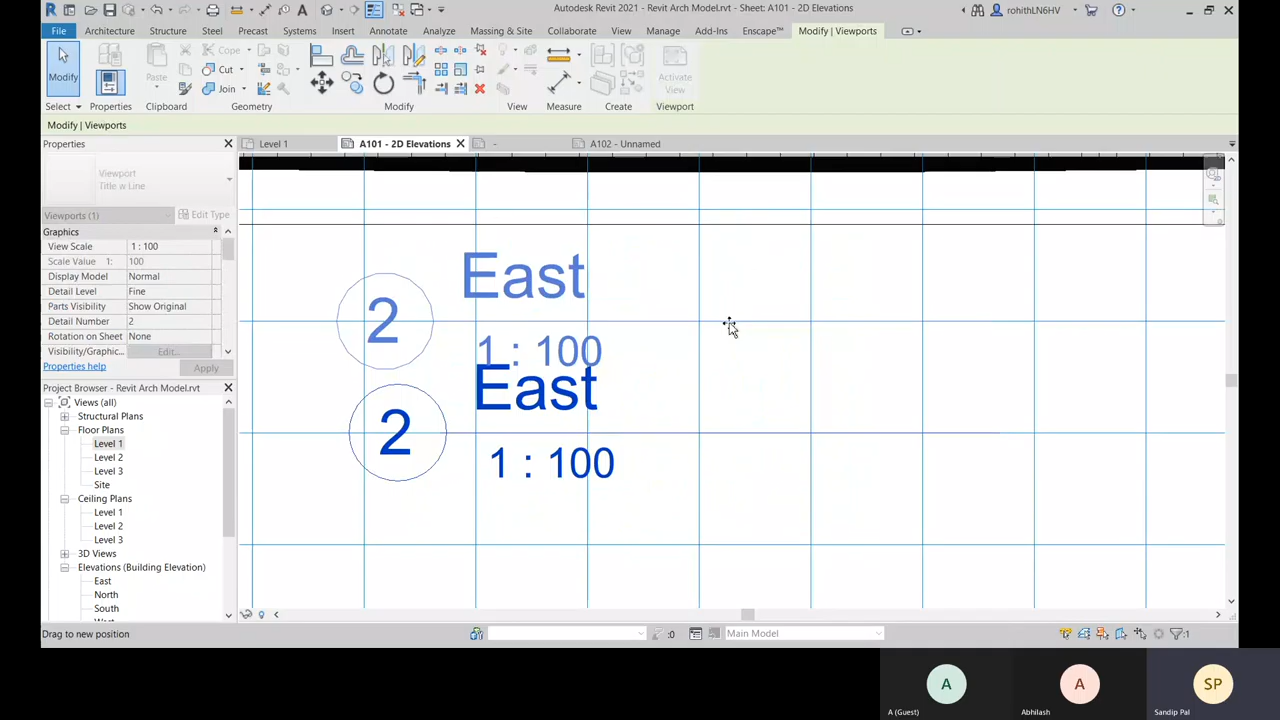 Autodesk Revit 2021 - Revit Arch Model.rvt - Sheet: A101 - 2D Elevations
rohithLN6HV
File Architecture Structure Steel Precast Systems Insert Annotate Analyze Massing & Site Collaborate View Manage Add-Ins Enscape™ Modify | Viewports
Modify
Paste
Cope
Cut
Join
Activate
View
Select Properties Clipboard Geometry Modify View Measure Create Viewport
Modify | Viewports
Properties
Level 1
A101 - 2D Elevations
-
A102 - Unnamed
Viewport
Title w Line
Viewports (1)
Edit Type
Graphics
View Scale 1 : 100
Scale Value 1: 100
Display Model Normal
Detail Level Fine
Parts Visibility Show Original
Detail Number 2
Rotation on Sheet None
Visibility/Graphic... Edit...
Properties help
Apply
Project Browser - Revit Arch Model.rvt
Views (all)
Structural Plans
Floor Plans
Level 1
Level 2
Level 3
Site
Ceiling Plans
Level 1
Level 2
Level 3
3D Views
Elevations (Building Elevation)
East
North
South
East
2
1 : 100
East
2
1 : 100
Drag to new position
:0
Main Model
:1
A
A
SP
A (Guest)
Abhilash
Sandip Pal